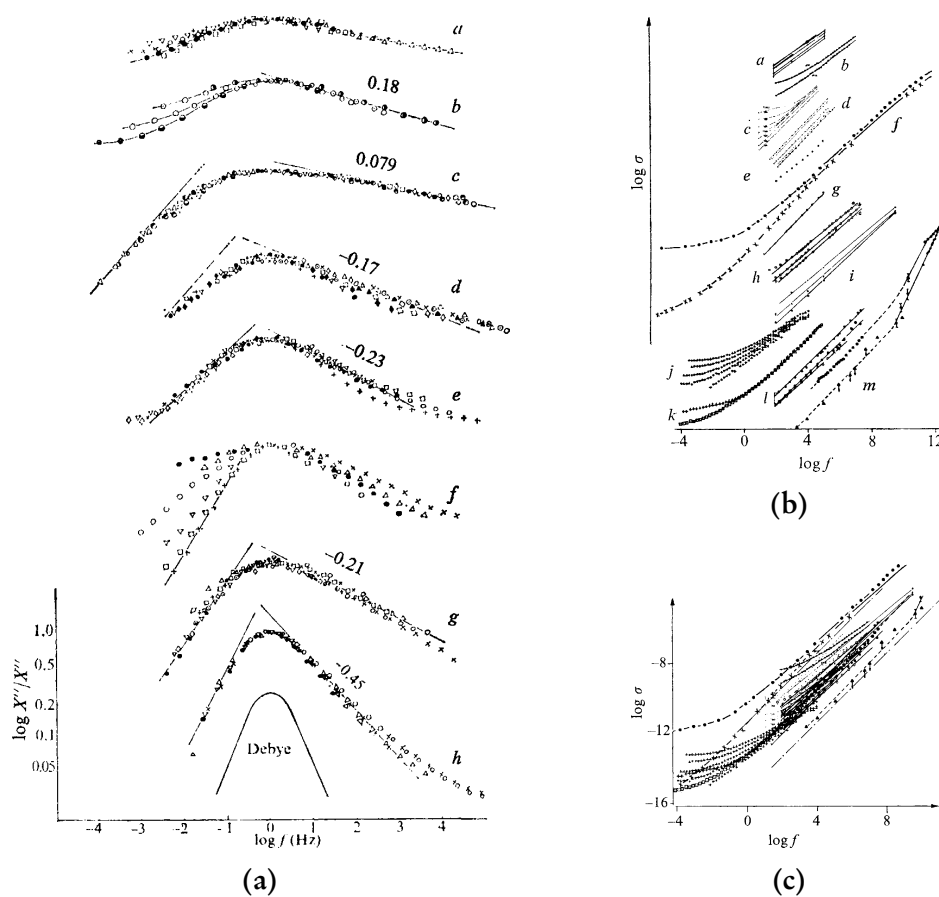 a
0.18
b
0.079
c
−0.17
d
−0.23
e
f
−0.21
g
−0.45
h
Debye
log X″/X″
1.0
0.5
0.2
0.1
0.05
−4 −3 −2 −1 0 1 2 3 4
log f (Hz)
(a)
log σ
a
b
c
d
e
f
g
h
i
j
k
l
m
−4 0 4 8 12
log f
(b)
log σ
−8
−12
−16
−4 0 4 8
log f
(c)